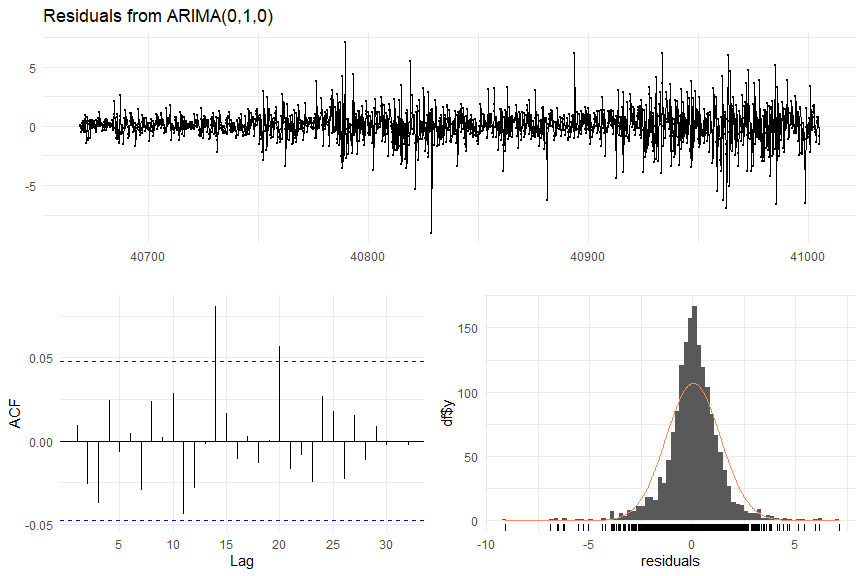 Residuals from ARIMA(0,1,0)
5
0
-5
40700 40800 40900 41000
ACF
0.05
0.00
-0.05
5 10 15 20 25 30
Lag
df$y
150
100
50
0
-10 -5 0 5
residuals